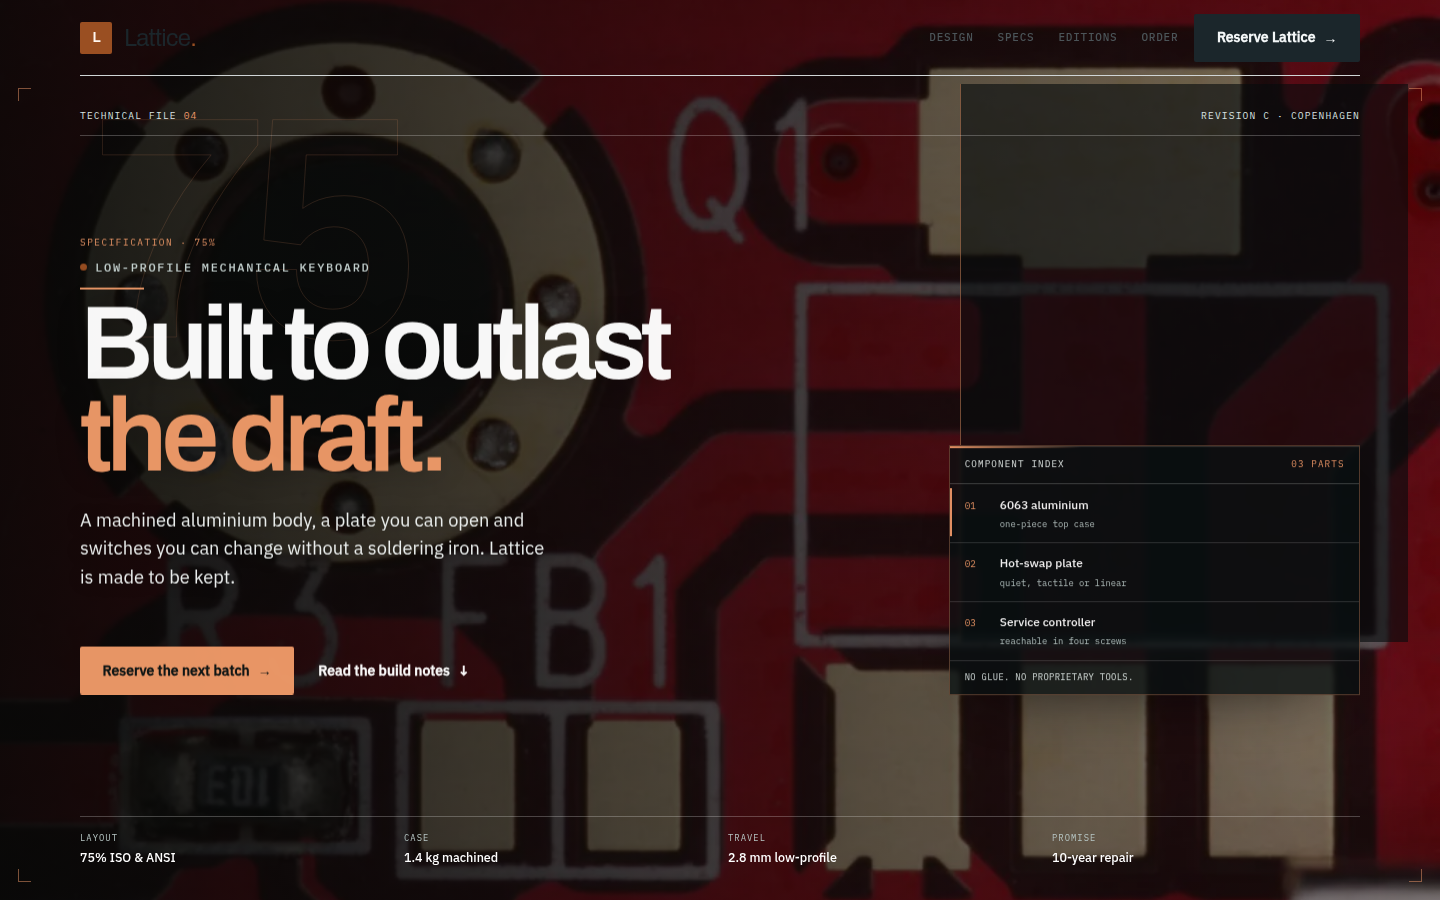 L Lattice.
DESIGN SPECS EDITIONS ORDER Reserve Lattice →
TECHNICAL FILE 04
REVISION C - COPENHAGEN
75
Q1
SPECIFICATION · 75%
LOW-PROFILE MECHANICAL KEYBOARD
Built to outlast
the draft.
A machined aluminium body, a plate you can open and
switches you can change without a soldering iron. Lattice
is made to be kept.
Reserve the next batch →
Read the build notes ↓
COMPONENT INDEX 03 PARTS
01 6063 aluminium
one-piece top case
02 Hot-swap plate
quiet, tactile or linear
03 Service controller
reachable in four screws
NO GLUE. NO PROPRIETARY TOOLS.
R3 FB1
LAYOUT
75% ISO & ANSI
CASE
1.4 kg machined
TRAVEL
2.8 mm low-profile
PROMISE
10-year repair